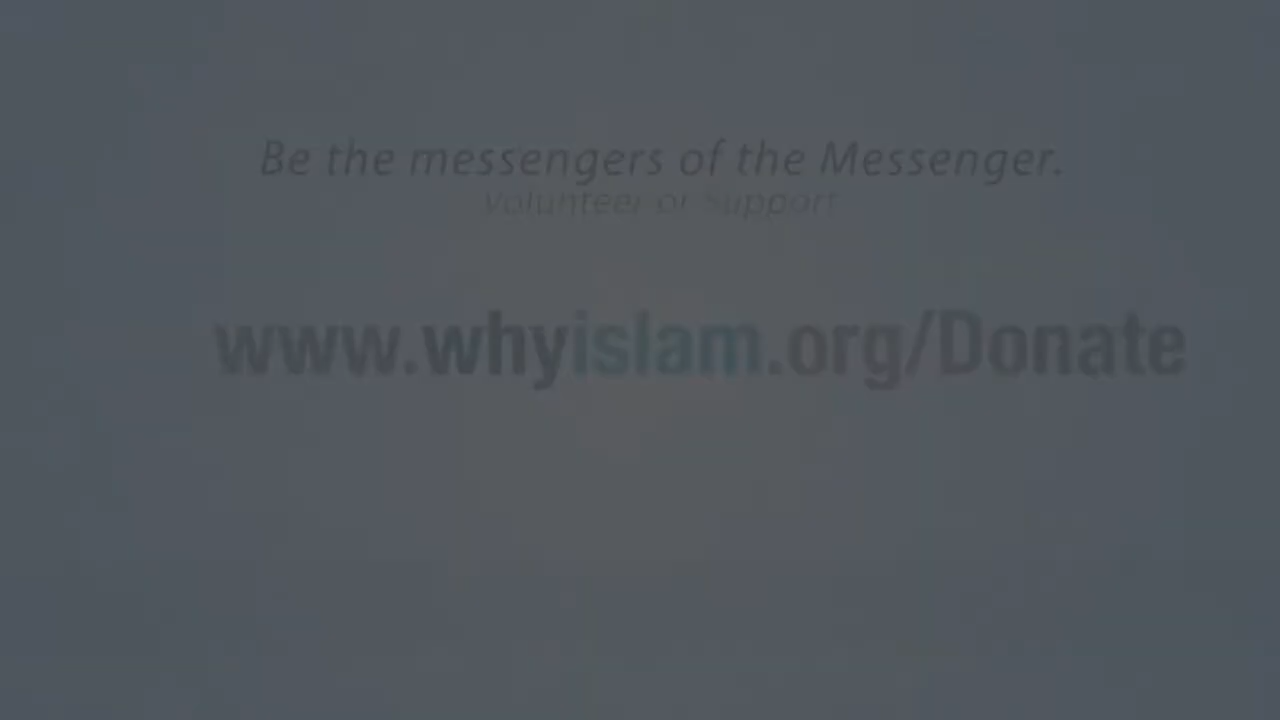 Be the messengers of the Messenger.
Volunteer or Support
www.whyislam.org/Donate